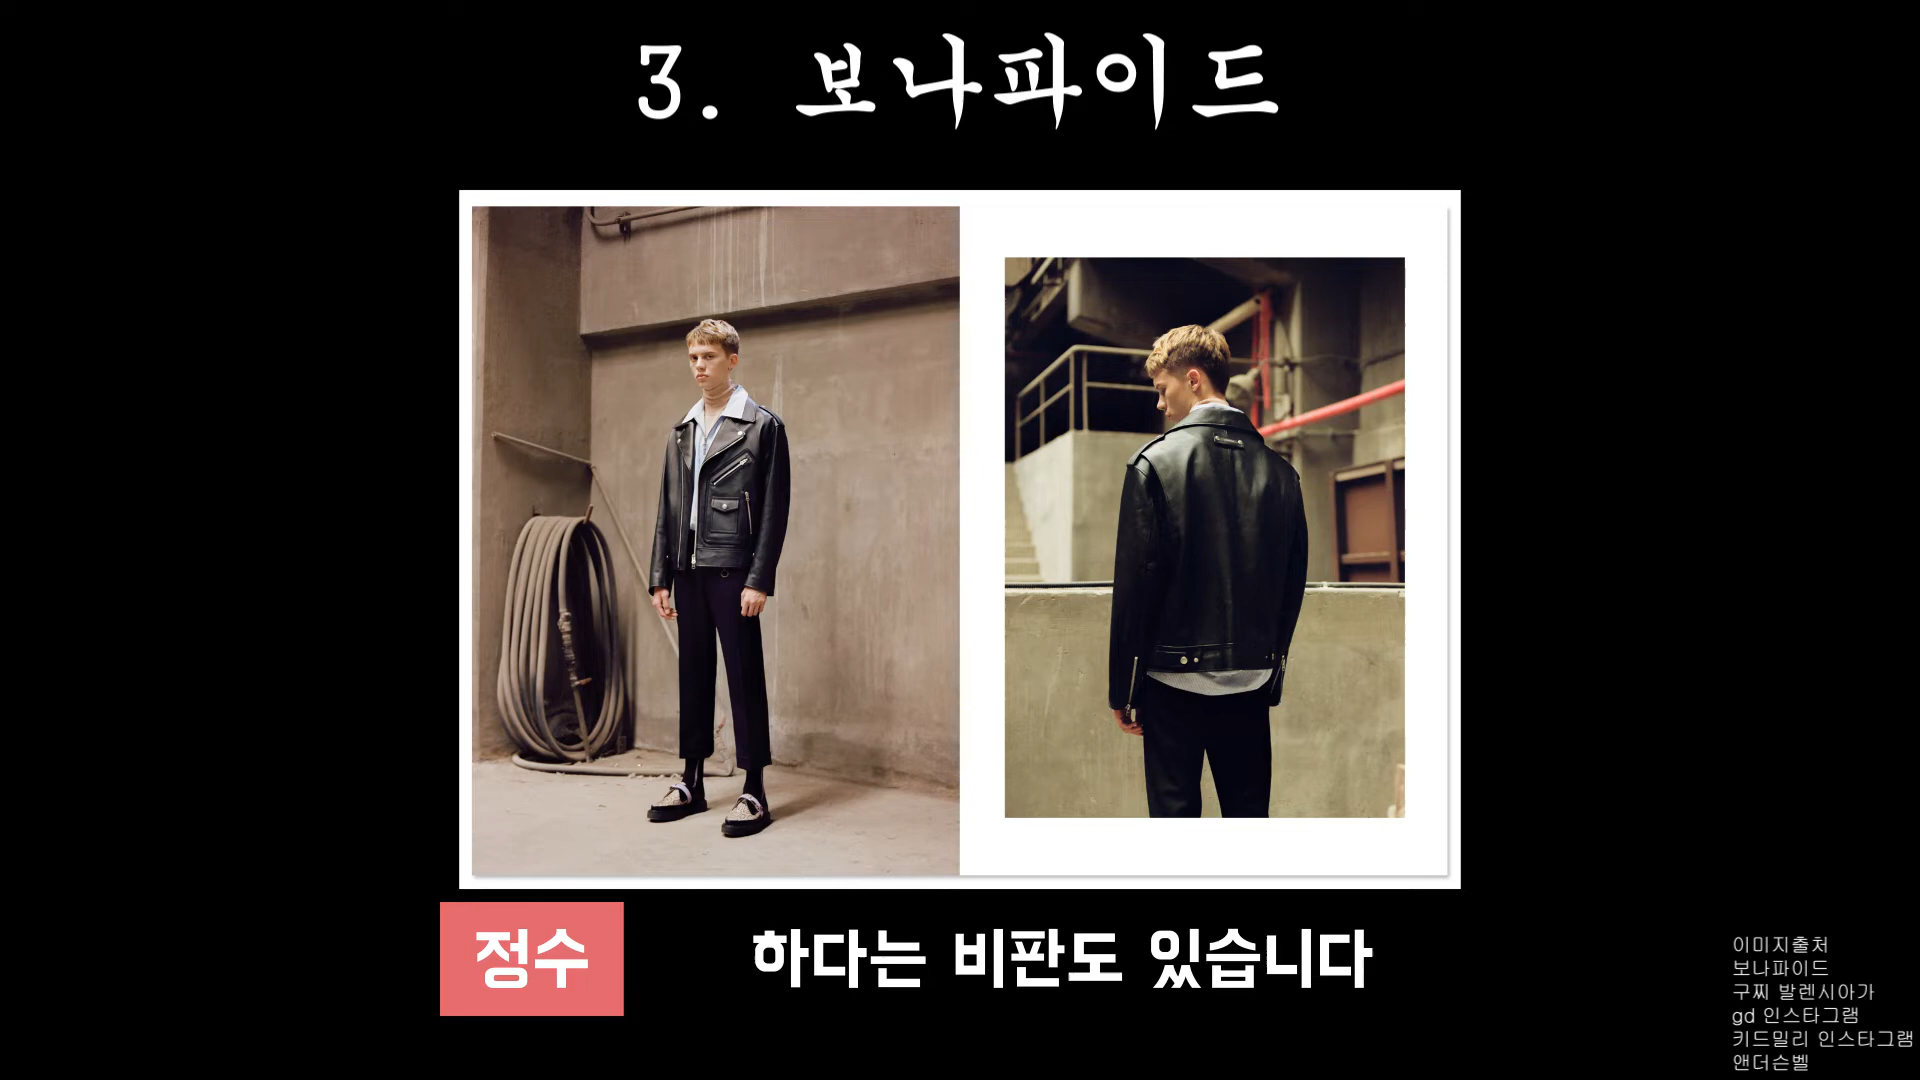 3. 보나파이드
정수
하다는 비판도 있습니다
이미지출처
보나파이드
구찌 발렌시아가
gd 인스타그램
키드밀리 인스타그램
앤더슨벨